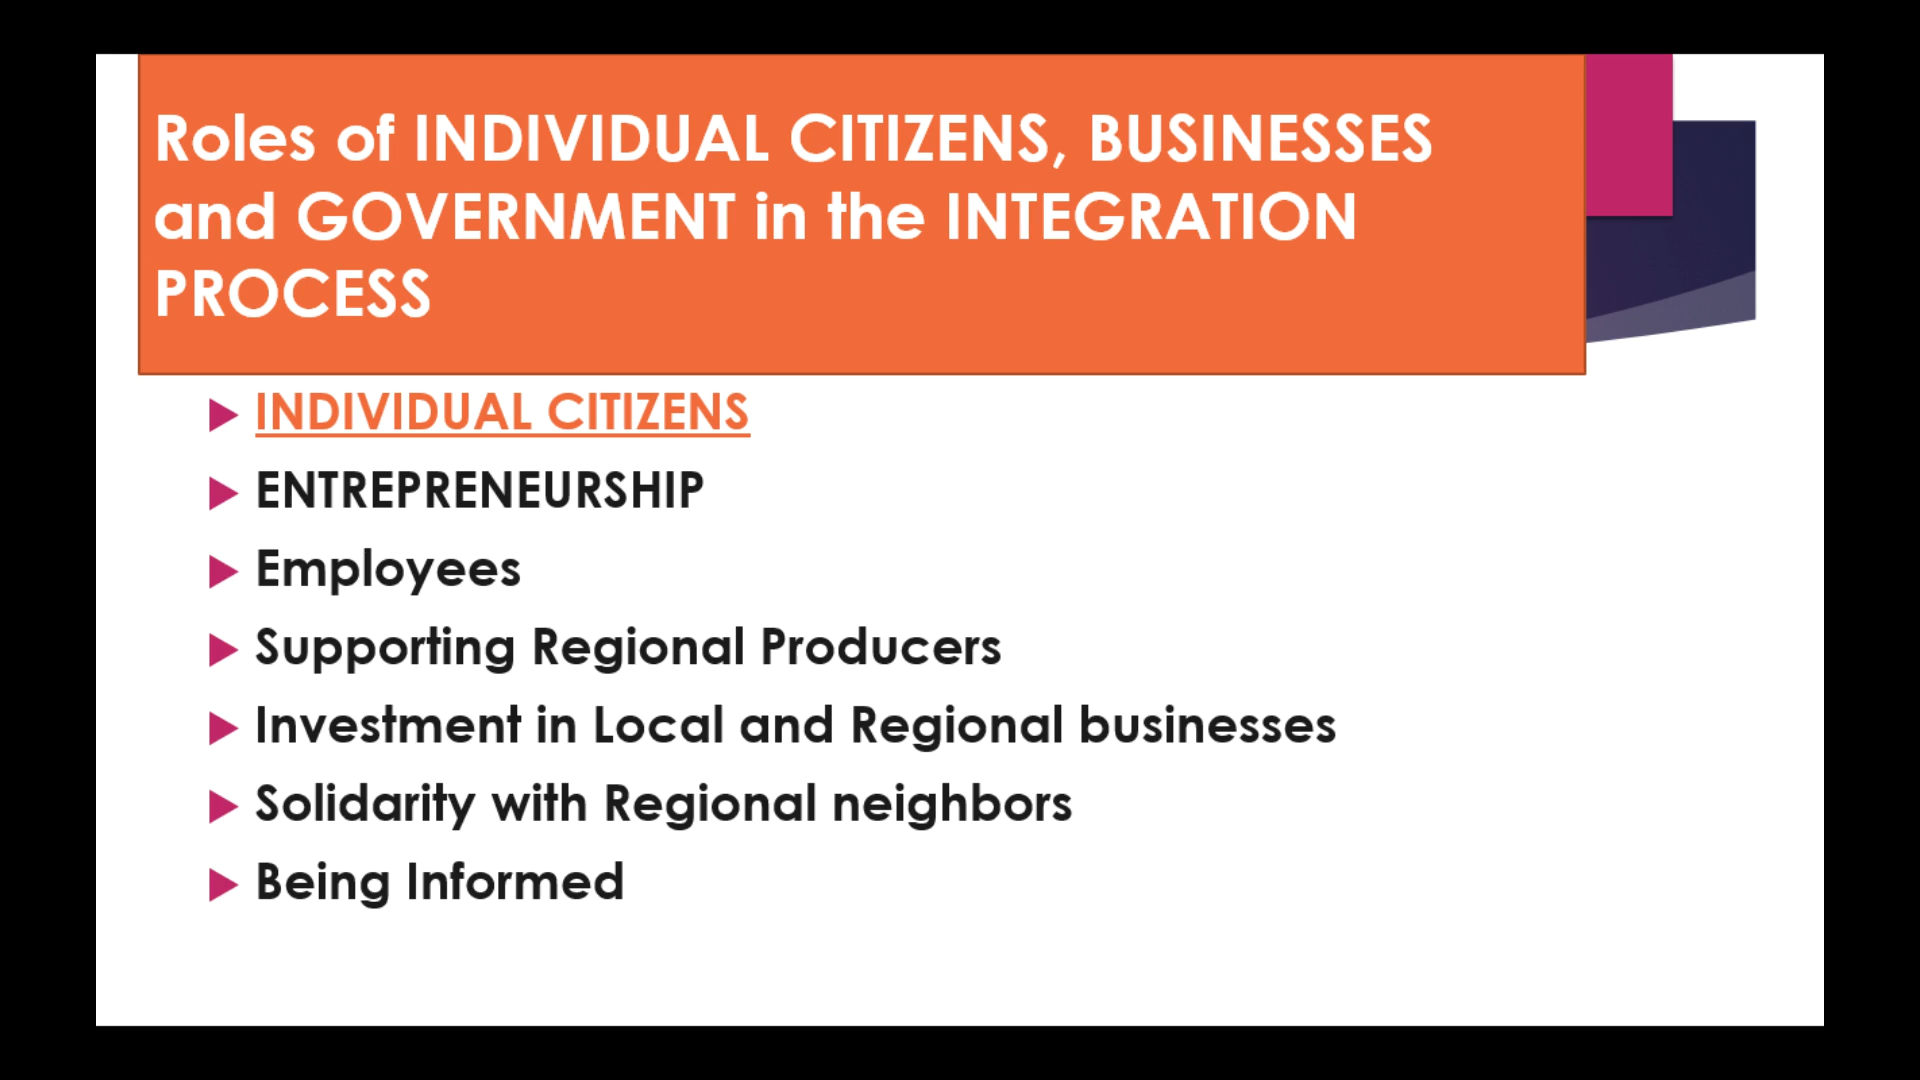 Roles of INDIVIDUAL CITIZENS, BUSINESSES
and GOVERNMENT in the INTEGRATION
PROCESS
INDIVIDUAL CITIZENS
ENTREPRENEURSHIP
Employees
Supporting Regional Producers
Investment in Local and Regional businesses
Solidarity with Regional neighbors
Being Informed